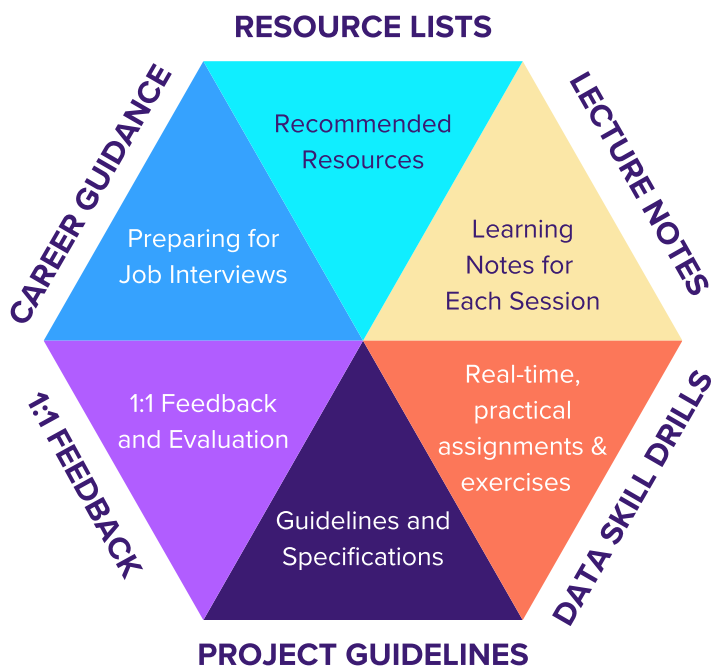 RESOURCE LISTS
CAREER GUIDANCE
LECTURE NOTES
Recommended
Resources
Preparing for
Job Interviews
Learning
Notes for
Each Session
1:1 Feedback
and Evaluation
Real-time,
practical
assignments &
exercises
Guidelines and
Specifications
1:1 FEEDBACK
DATA SKILL DRILLS
PROJECT GUIDELINES